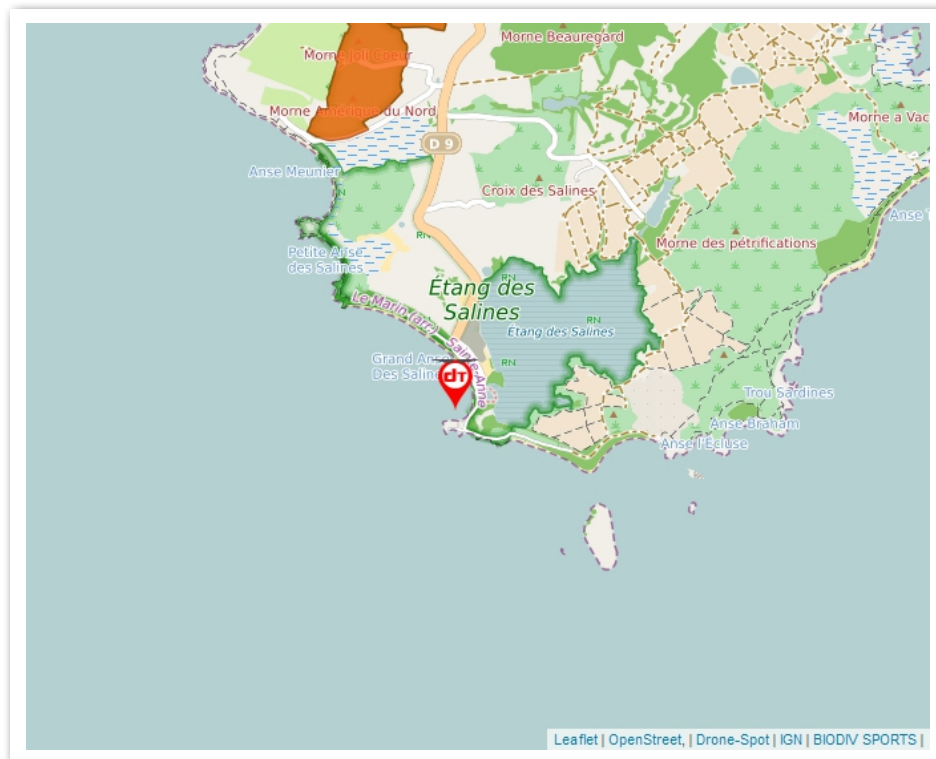 Morne Beauregard
Morne Joli Coeur
Morne Amérique du Nord
Morne a Vac
D 9
Anse Meunier
RN
Croix des Salines
Anse T
RN
Petite Anse
des Salines
Morne des pétrifications
RN
Étang des
Salines
Le Marin (arr)
Sainte-Anne
RN
Étang des Salines
Grand Anse
Des Saline
RN
dT
Trou Sardines
Anse Braham
Anse l'Écluse
Leaflet | OpenStreet, | Drone-Spot | IGN | BIODIV SPORTS |